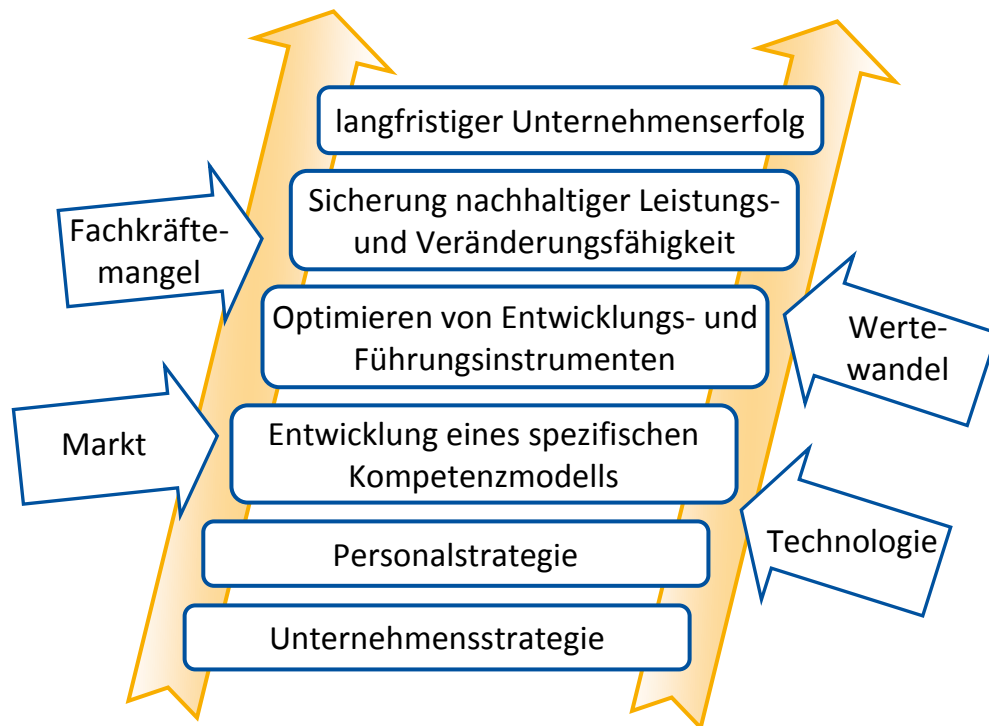 langfristiger Unternehmenserfolg
Sicherung nachhaltiger Leistungs-
und Veränderungsfähigkeit
Fachkräfte-
mangel
Optimieren von Entwicklungs- und
Führungsinstrumenten
Werte-
wandel
Entwicklung eines spezifischen
Kompetenzmodells
Markt
Technologie
Personalstrategie
Unternehmensstrategie